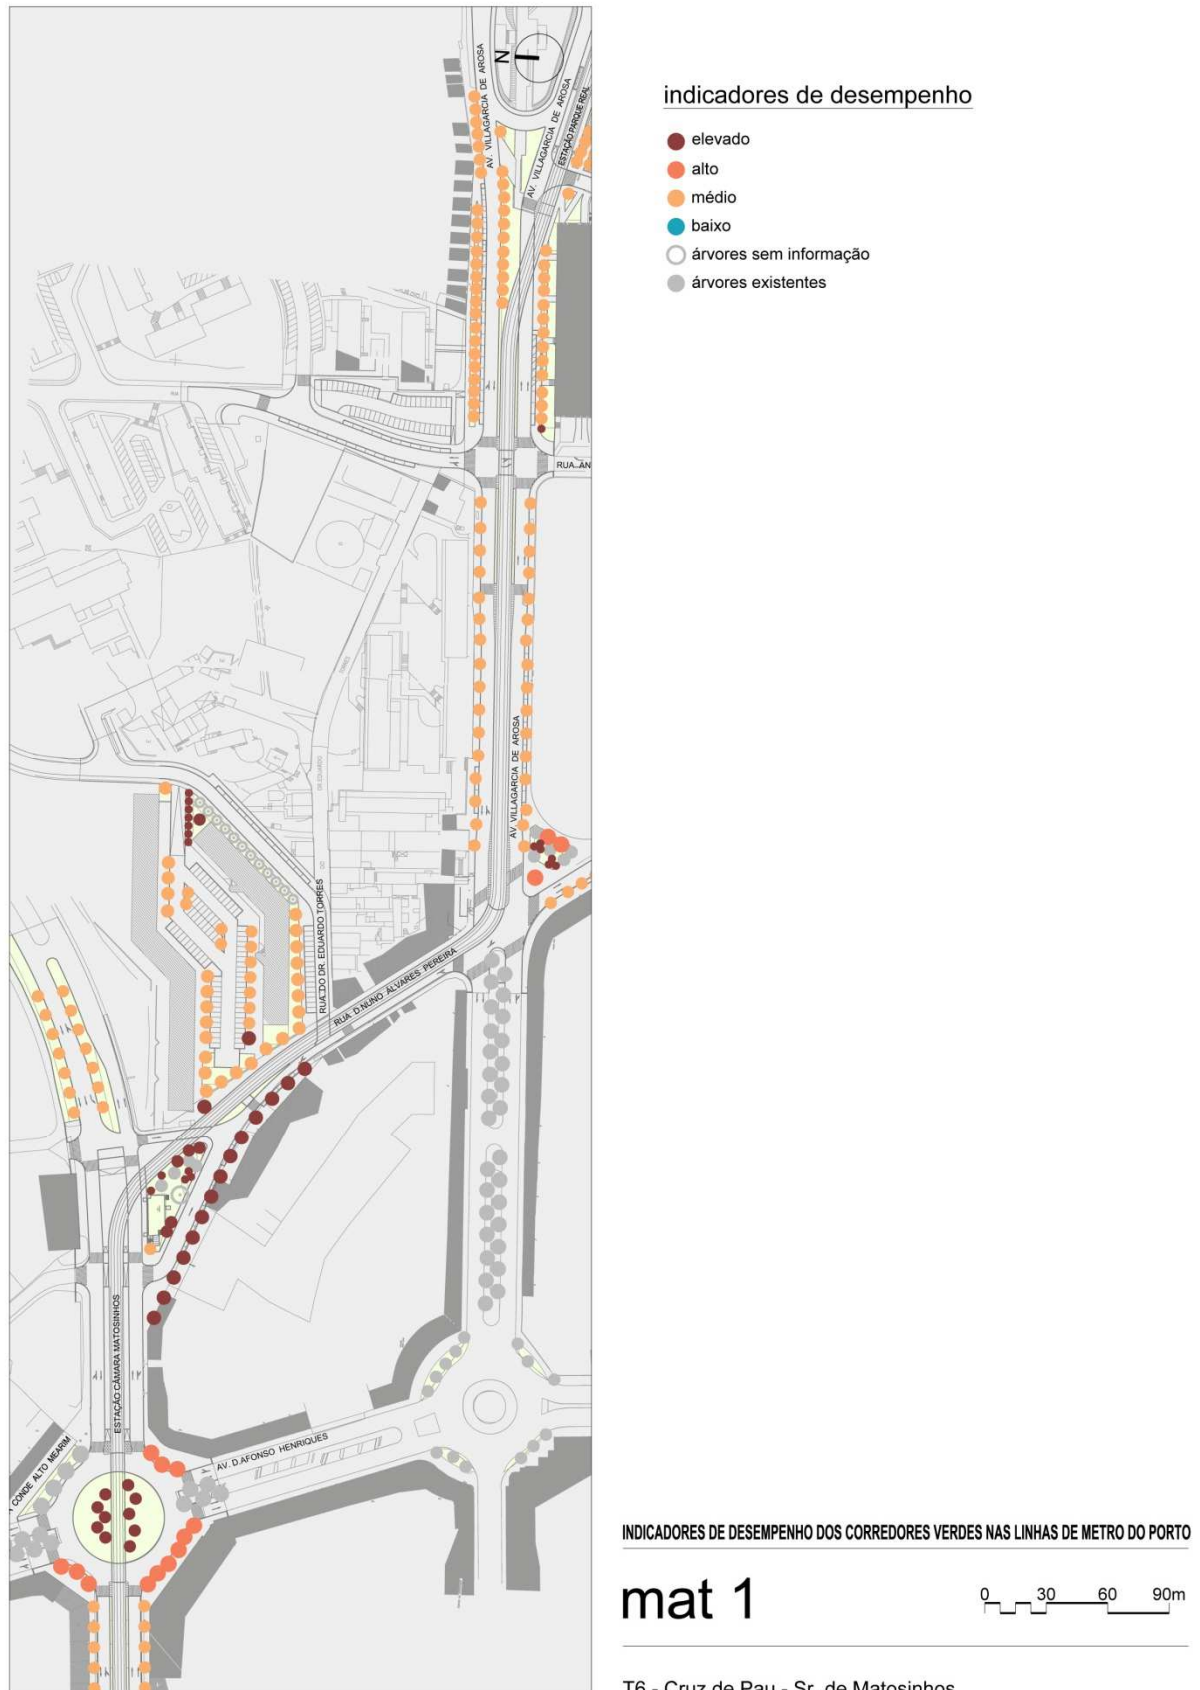 AV. VILLAGARCIA DE AROSA
N
AV. VILLAGARCIA DE AROSA
ESTAÇÃO PARQUE REAL
RUA AN
AV. VILLAGARCIA DE AROSA
RUA DO DR. EDUARDO TORRES
RUA D.NUNO ÁLVARES PEREIRA
ESTAÇÃO CÂMARA MATOSINHOS
AV. D.AFONSO HENRIQUES
CONDE ALTO MEARIM
indicadores de desempenho
elevado
alto
médio
baixo
árvores sem informação
árvores existentes
INDICADORES DE DESEMPENHO DOS CORREDORES VERDES NAS LINHAS DE METRO DO PORTO
mat 1
0 30 60 90m
T6 - Cruz de Pau - Sr. de Matosinhos